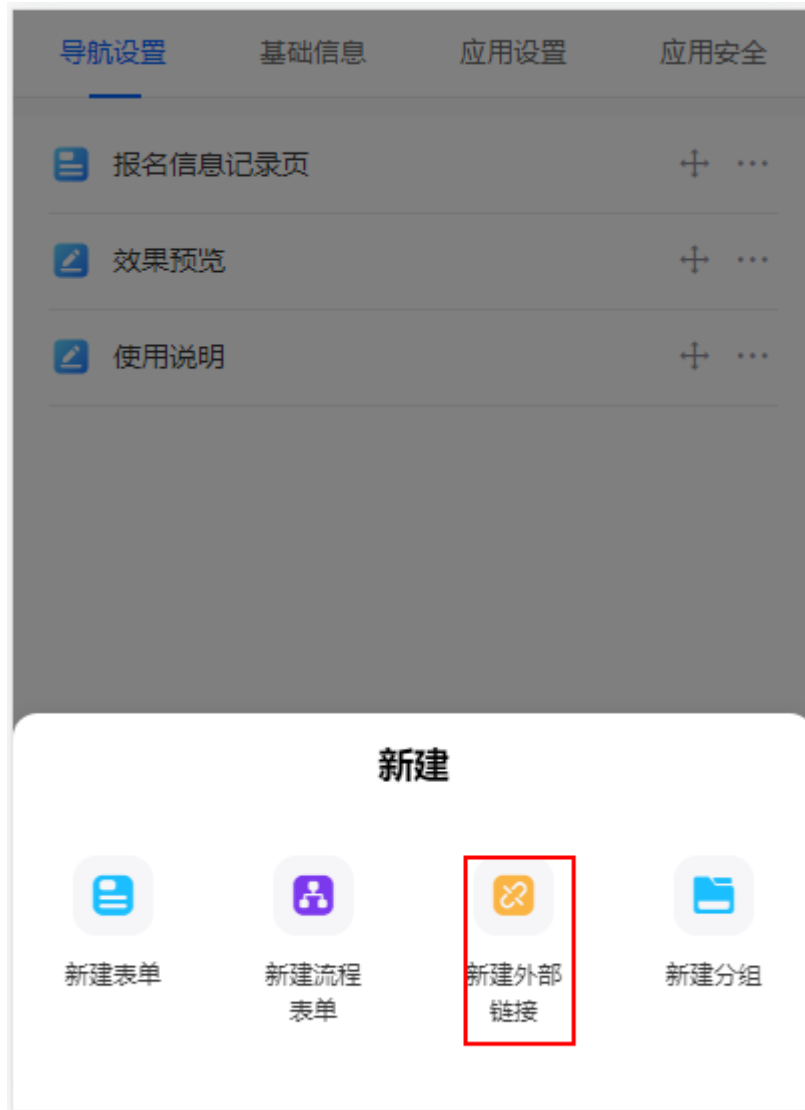 导航设置 基础信息 应用设置 应用安全
报名信息记录页
效果预览
使用说明
新建
新建表单 新建流程 新建外部 新建分组
表单 链接